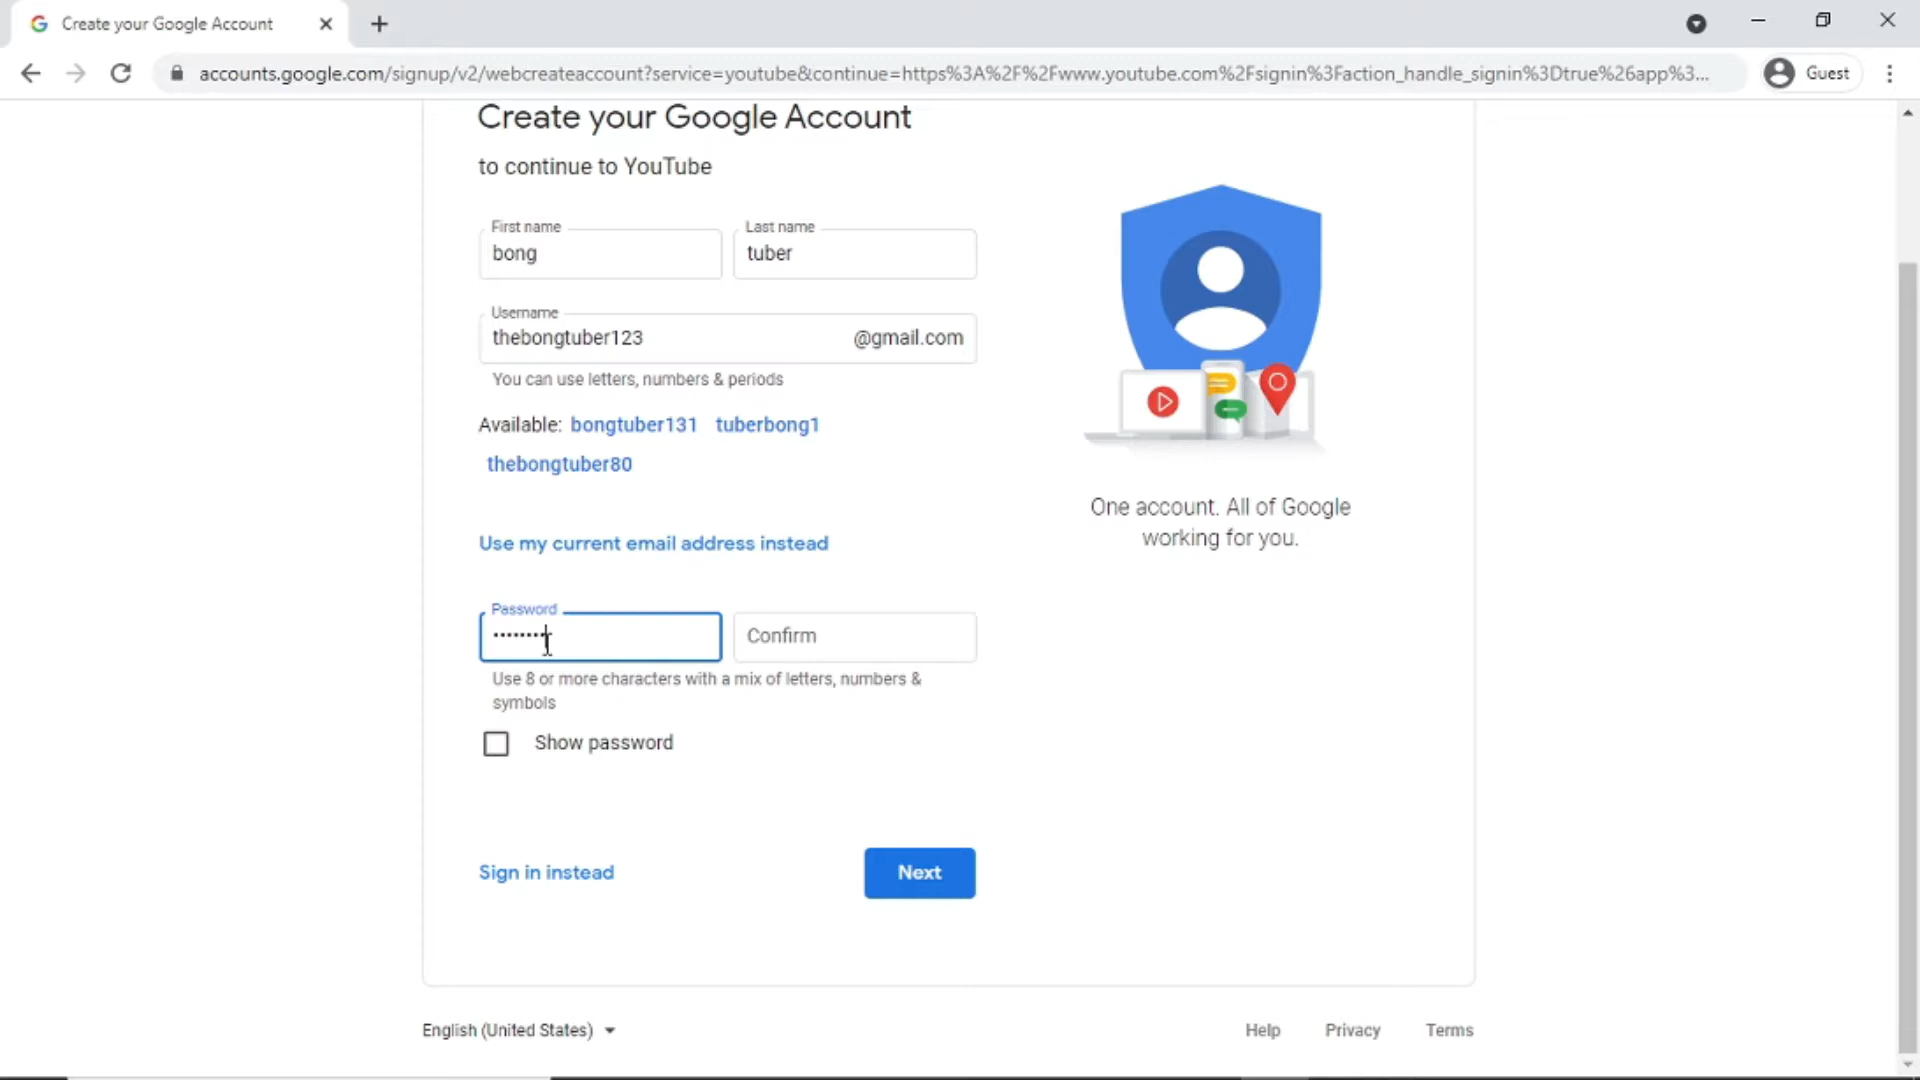 Create your Google Account
accounts.google.com/signup/v2/webcreateaccount?service=youtube&continue=https%3A%2F%2Fwww.youtube.com%2Fsignin%3Faction_handle_signin%3Dtrue%26app%3...
Guest
Create your Google Account
to continue to YouTube
First name
bong
Last name
tuber
Username
thebongtuber123 @gmail.com
You can use letters, numbers & periods
Available: bongtuber131 tuberbong1
thebongtuber80
Use my current email address instead
Password
••••••••
Confirm
Use 8 or more characters with a mix of letters, numbers &
symbols
Show password
Sign in instead
Next
One account. All of Google
working for you.
English (United States)
Help Privacy Terms